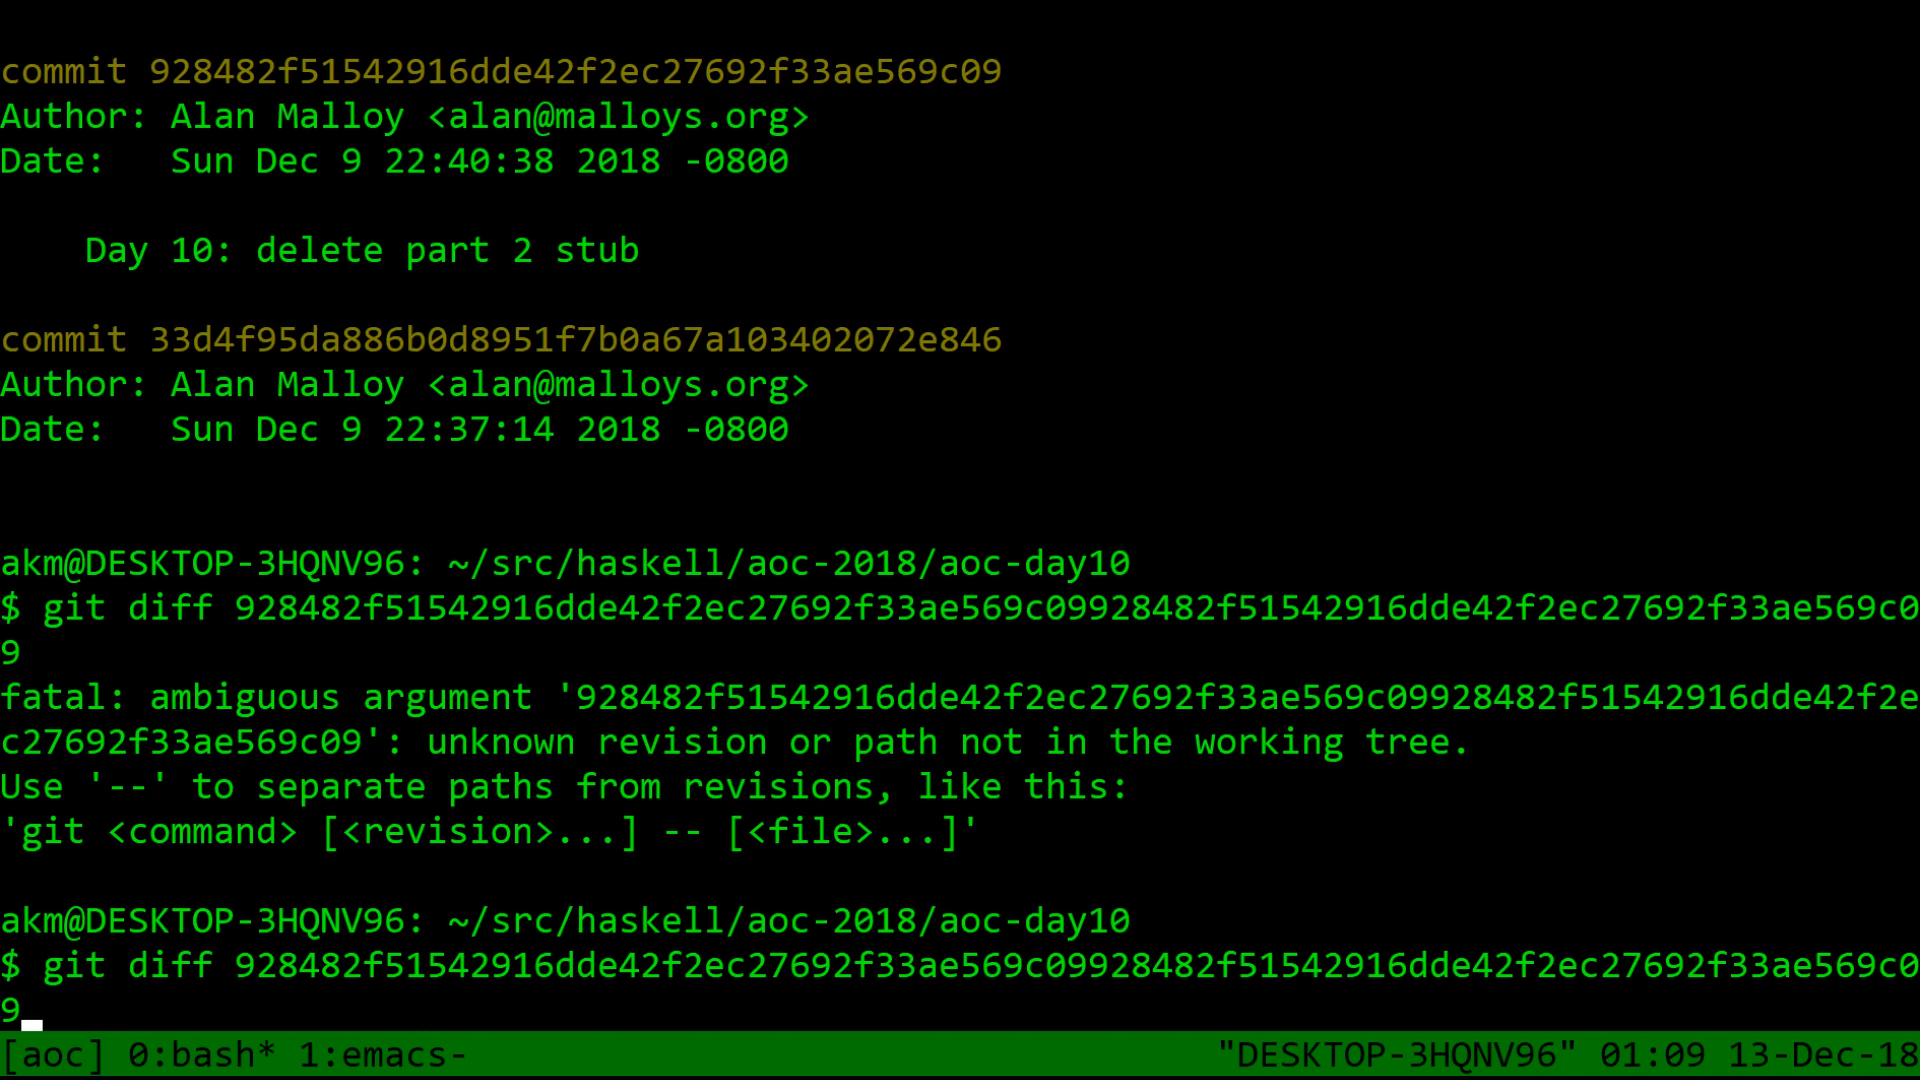 commit 928482f51542916dde42f2ec27692f33ae569c09
Author: Alan Malloy <alan@malloys.org>
Date:   Sun Dec 9 22:40:38 2018 -0800
    Day 10: delete part 2 stub
commit 33d4f95da886b0d8951f7b0a67a103402072e846
Author: Alan Malloy <alan@malloys.org>
Date:   Sun Dec 9 22:37:14 2018 -0800
akm@DESKTOP-3HQNV96: ~/src/haskell/aoc-2018/aoc-day10
$ git diff 928482f51542916dde42f2ec27692f33ae569c09928482f51542916dde42f2ec27692f33ae569c0
9
fatal: ambiguous argument '928482f51542916dde42f2ec27692f33ae569c09928482f51542916dde42f2e
c27692f33ae569c09': unknown revision or path not in the working tree.
Use '--' to separate paths from revisions, like this:
'git <command> [<revision>...] -- [<file>...]'
akm@DESKTOP-3HQNV96: ~/src/haskell/aoc-2018/aoc-day10
$ git diff 928482f51542916dde42f2ec27692f33ae569c09928482f51542916dde42f2ec27692f33ae569c0
9
[aoc] 0:bash* 1:emacs- "DESKTOP-3HQNV96" 01:09 13-Dec-18